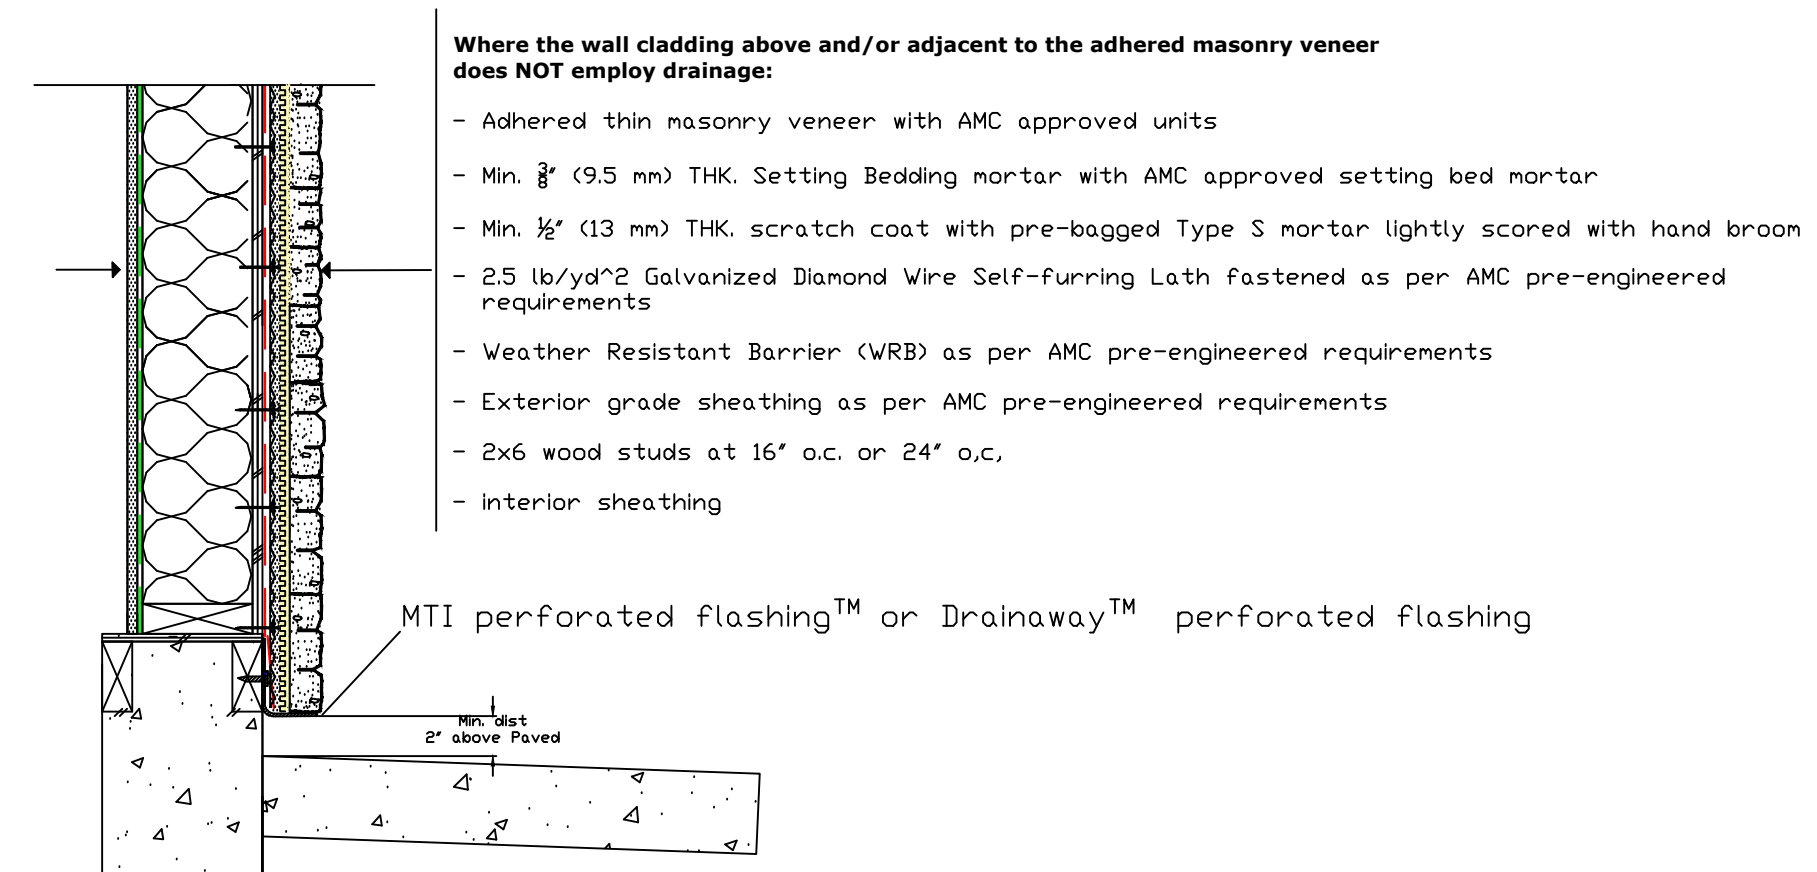 Where the wall cladding above and/or adjacent to the adhered masonry veneer
does NOT employ drainage:
- Adhered thin masonry veneer with AMC approved units
- Min. ⅜" (9.5 mm) THK. Setting Bedding mortar with AMC approved setting bed mortar
- Min. ½" (13 mm) THK. scratch coat with pre-bagged Type S mortar lightly scored with hand broom
- 2.5 lb/yd^2 Galvanized Diamond Wire Self-furring Lath fastened as per AMC pre-engineered
requirements
- Weather Resistant Barrier (WRB) as per AMC pre-engineered requirements
- Exterior grade sheathing as per AMC pre-engineered requirements
- 2x6 wood studs at 16" o.c. or 24" o,c,
- interior sheathing
MTI perforated flashing™ or Drainaway™ perforated flashing
Min. dist
2" above Paved